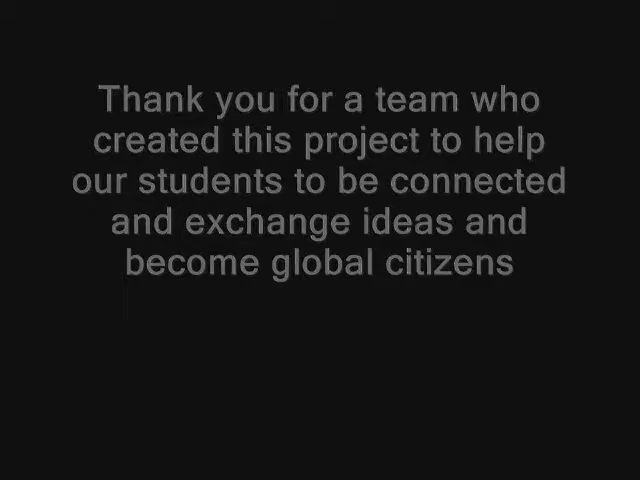 Thank you for a team who
created this project to help
our students to be connected
and exchange ideas and
become global citizens